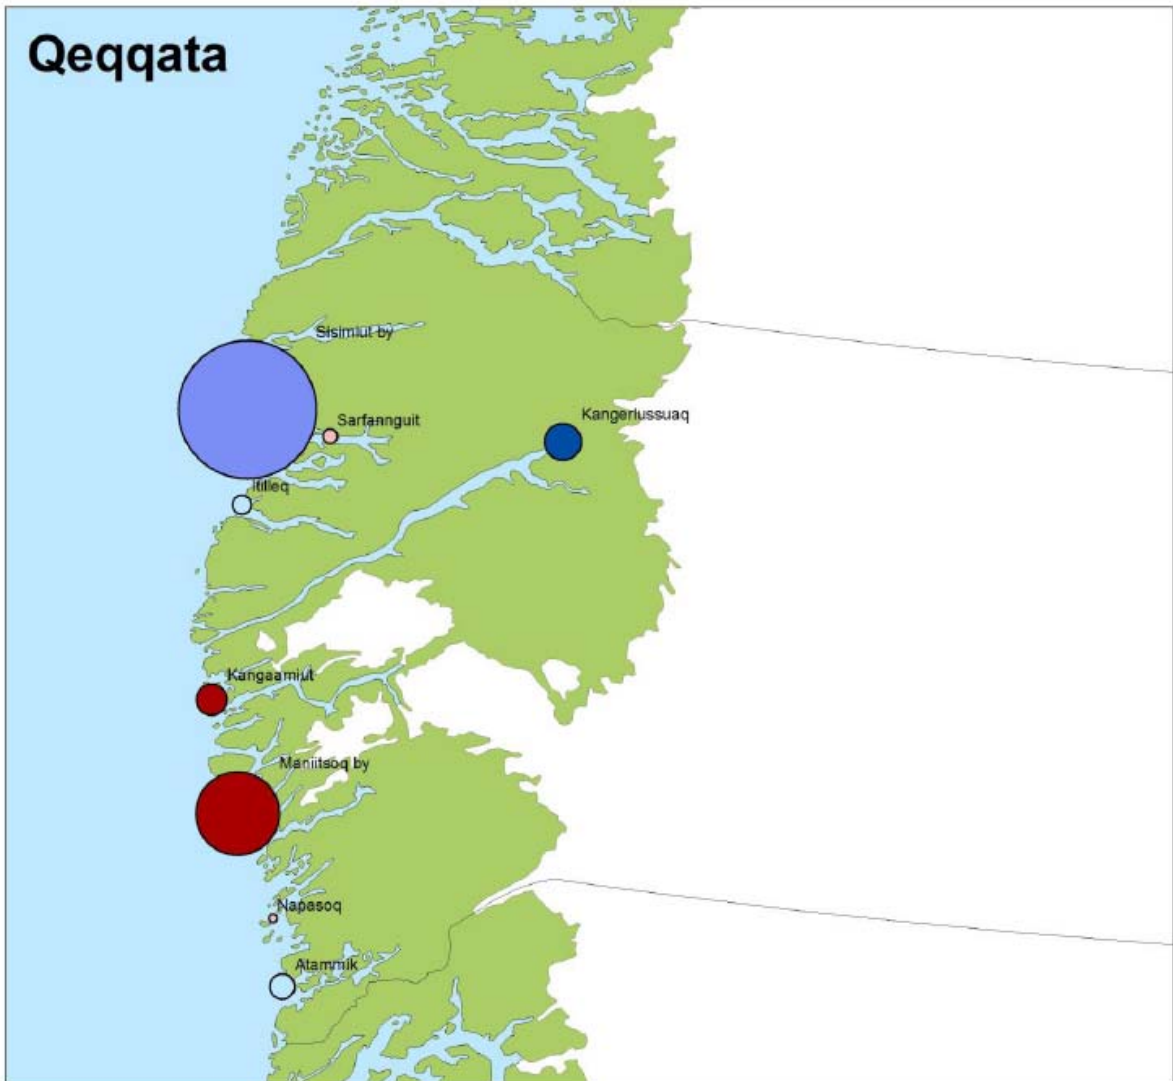 Qeqqata
Sisimiut by
Sarfannguit
Kangerlussuaq
Itilleq
Kangaamiut
Maniitsoq by
Napasoq
Atammik